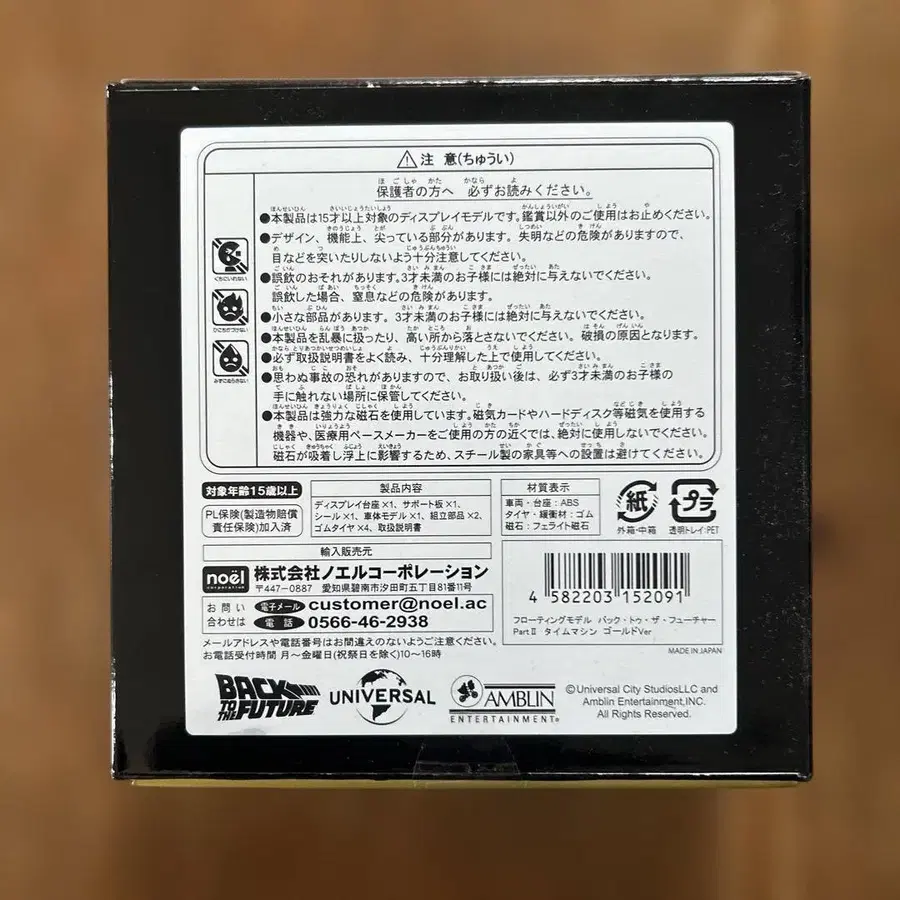 ⚠注 意(ちゅうい)
保護者の方へ 必ずお読みください。
●本製品は15才以上対象のディスプレイモデルです。鑑賞以外のご使用はお止めください。
●デザイン、機能上、尖っている部分があります。失明などの危険がありますので、
目などを突いたりしないよう十分注意してください。
●誤飲のおそれがあります。3才未満のお子様には絶対に与えないでください。
誤飲した場合、窒息などの危険があります。
●小さな部品があります。3才未満のお子様には絶対に与えないでください。
●本製品を乱暴に扱ったり、高い所から落とさないでください。破損の原因となります。
●必ず取扱説明書をよく読み、十分理解した上で使用してください。
●思わぬ事故の恐れがありますので、お取り扱い後は、必ず3才未満のお子様の
手に触れない場所に保管してください。
●本製品は強力な磁石を使用しています。磁気カードやハードディスク等磁気を使用する
機器や、医療用ペースメーカーをご使用の方の近くでは、絶対に使用しないでください。
磁石が吸着し浮上に影響するため、スチール製の家具等への設置は避けてください。
くちにいれない
ひにちかづけない
みずにぬらさない
対象年齢15歳以上
PL保険(製造物賠償
責任保険)加入済
製品内容
ディスプレイ台座×1、サポート板×1、
シール×1、車体モデル×1、組立部品×2、
ゴムタイヤ×4、取扱説明書
材質表示
車両・台座:ABS
タイヤ・緩衝材:ゴム
磁石:フェライト磁石
紙
外箱・中箱
プラ
透明トレイ:PET
輸入販売元
noël corporation 株式会社ノエルコーポレーション
〒447-0887 愛知県碧南市汐田町五丁目81番11号
お問い合わせは
電子メール customer@noel.ac
電話 0566-46-2938
メールアドレスや電話番号はお間違えのないようご注意ください。
お電話受付時間 月〜金曜日(祝祭日を除く)10〜16時
4 582203 152091
フローティングモデル バック・トゥ・ザ・フューチャー
PartⅡ タイムマシン ゴールドVer
MADE IN JAPAN
BACK TO THE FUTURE
UNIVERSAL
AMBLIN
ENTERTAINMENT®
©Universal City StudiosLLC and
Amblin Entertainment,INC.
All Rights Reserved.